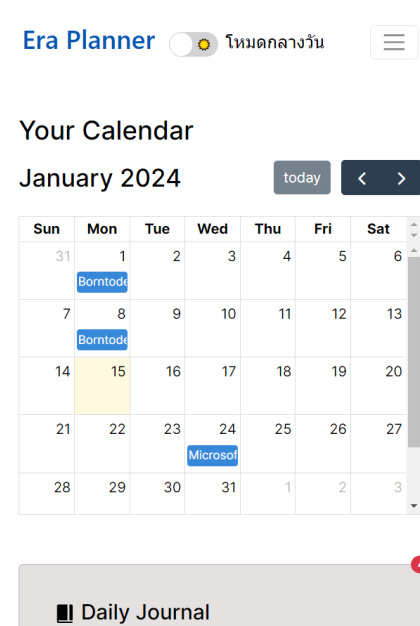 Era Planner โหมดกลางวัน
Your Calendar
January 2024 today
Sun Mon Tue Wed Thu Fri Sat
31 1 2 3 4 5 6
Borntode
7 8 9 10 11 12 13
Borntode
14 15 16 17 18 19 20
21 22 23 24 25 26 27
Microsof
28 29 30 31 1 2 3
Daily Journal